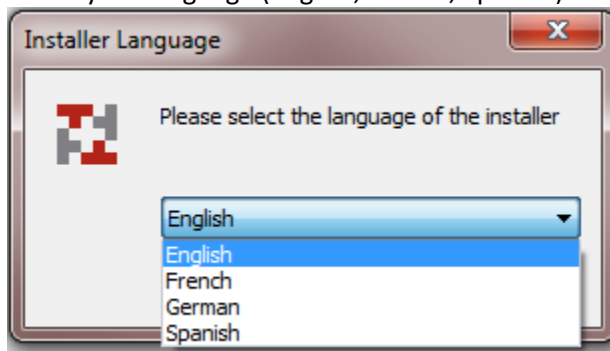 Installer Language
Please select the language of the installer
English
English
French
German
Spanish